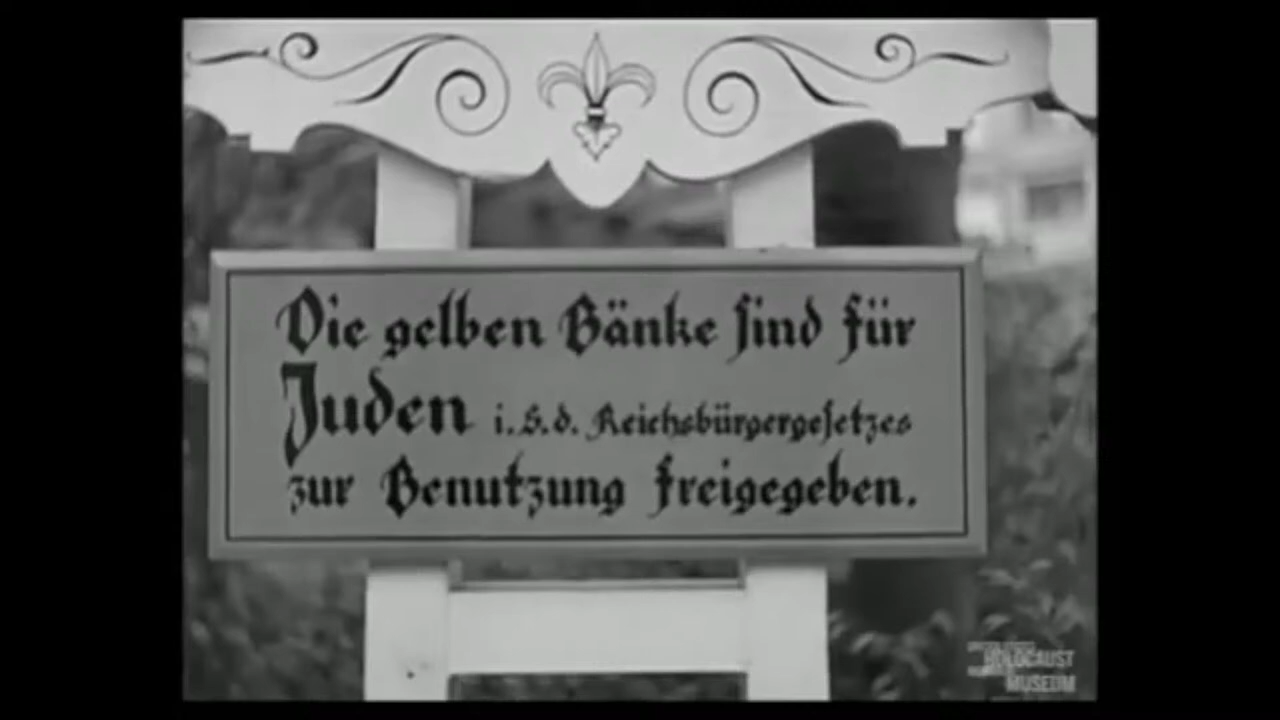 Die gelben Bänke sind für
Juden i.S.d. Reichsbürgergesetzes
zur Benutzung freigegeben.
HOLOCAUST
MUSEUM